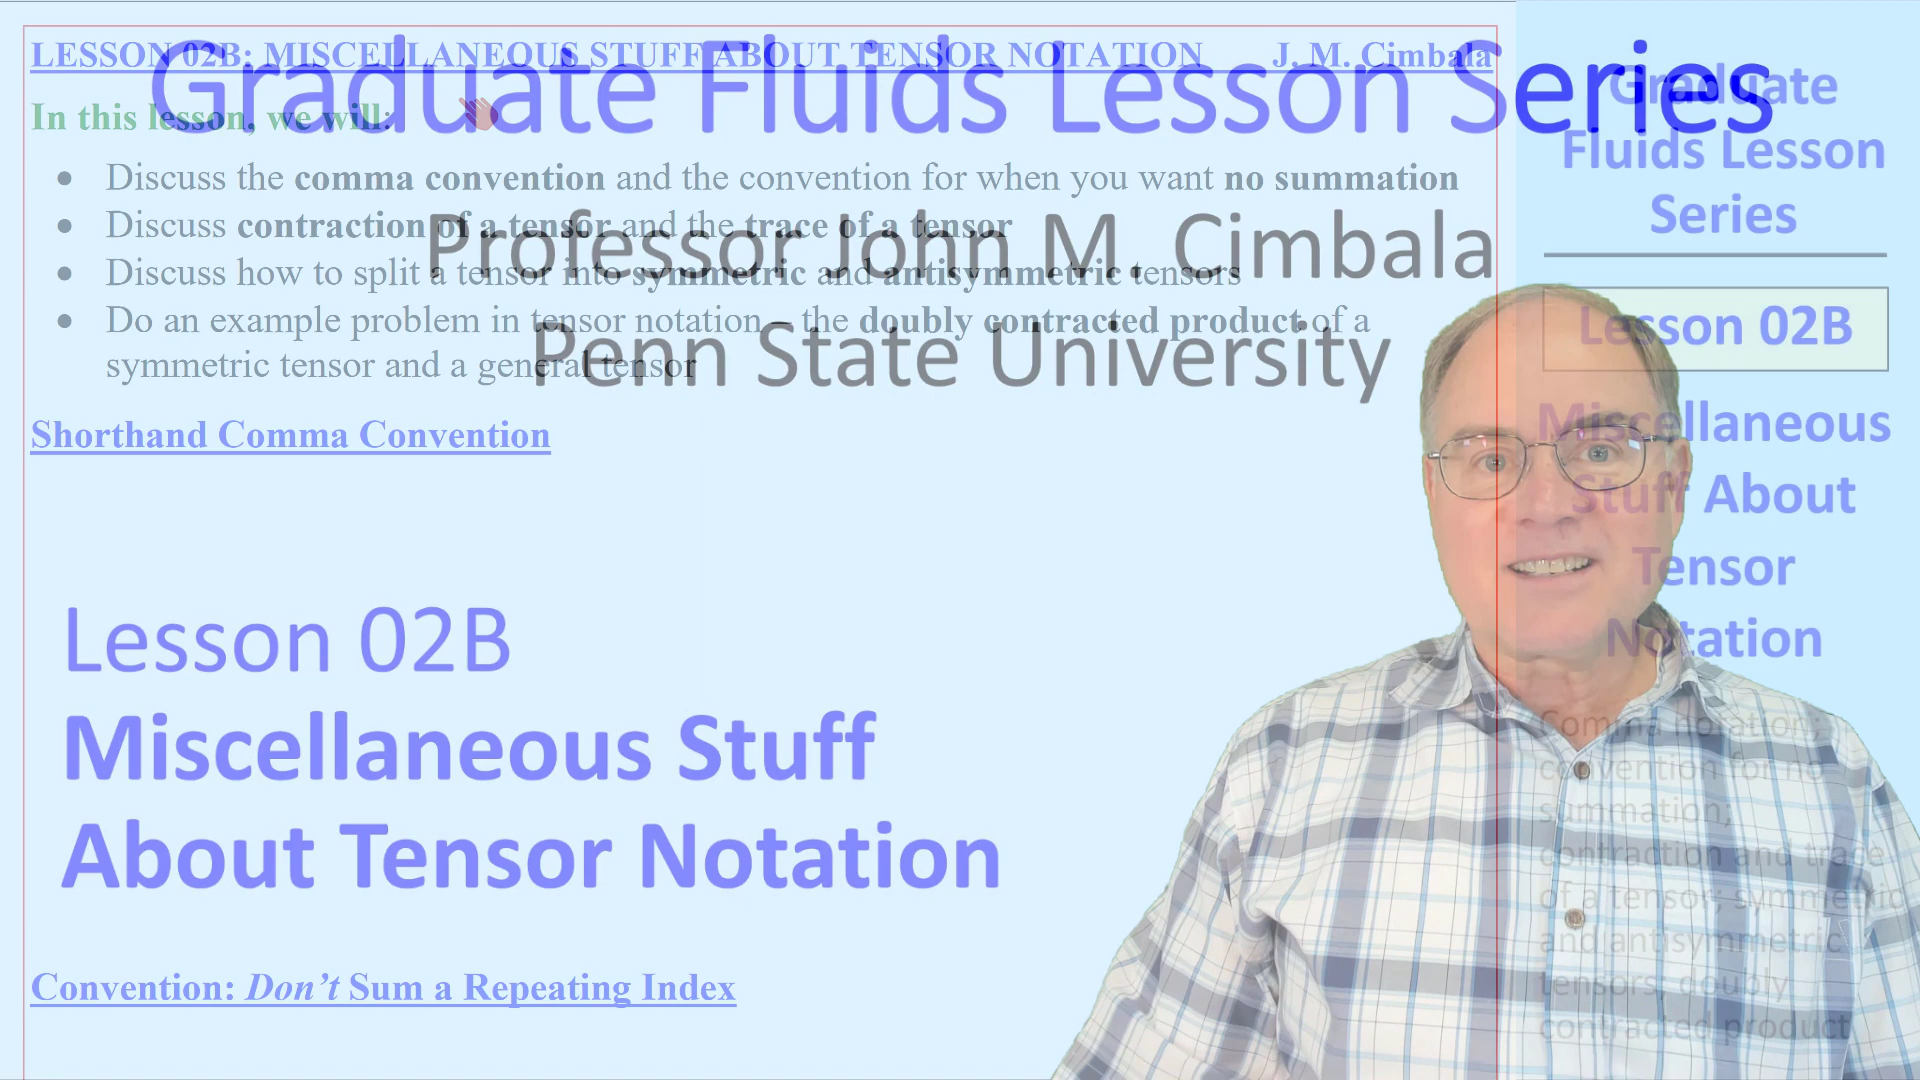 LESSON 02B: MISCELLANEOUS STUFF ABOUT TENSOR NOTATION J. M. Cimbala
In this lesson, we will:
• Discuss the comma convention and the convention for when you want no summation
• Discuss contraction of a tensor and the trace of a tensor
• Discuss how to split a tensor into symmetric and antisymmetric tensors
• Do an example problem in tensor notation – the doubly contracted product of a
symmetric tensor and a general tensor
Shorthand Comma Convention
Convention: Don’t Sum a Repeating Index
Graduate Fluids Lesson Series
Professor John M. Cimbala
Penn State University
Lesson 02B
Miscellaneous Stuff
About Tensor Notation
Graduate
Fluids Lesson
Series
Lesson 02B
Miscellaneous
Stuff About
Tensor
Notation
Comma notation;
convention for no
summation;
contraction and trace
of a tensor; symmetric
and antisymmetric
tensors, doubly
contracted product